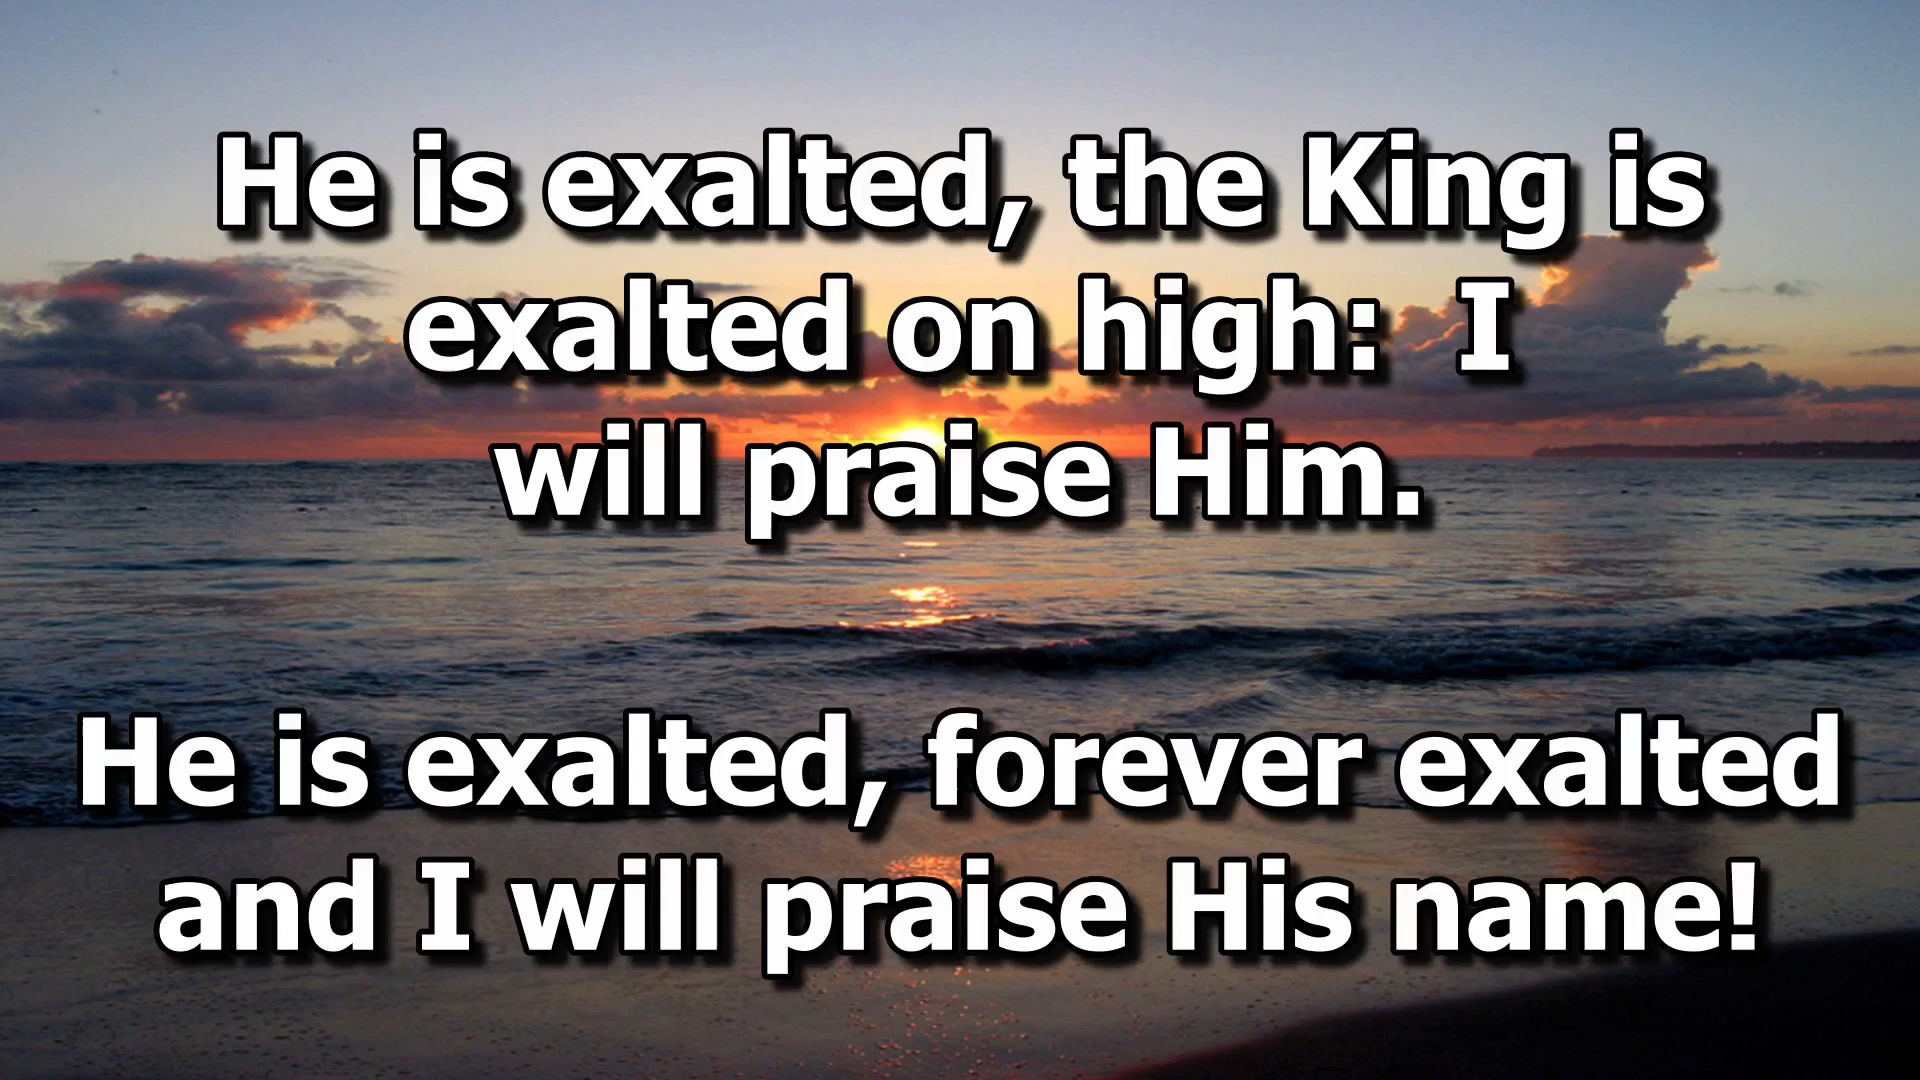 He is exalted, the King is
exalted on high:  I
will praise Him.
He is exalted, forever exalted
and I will praise His name!